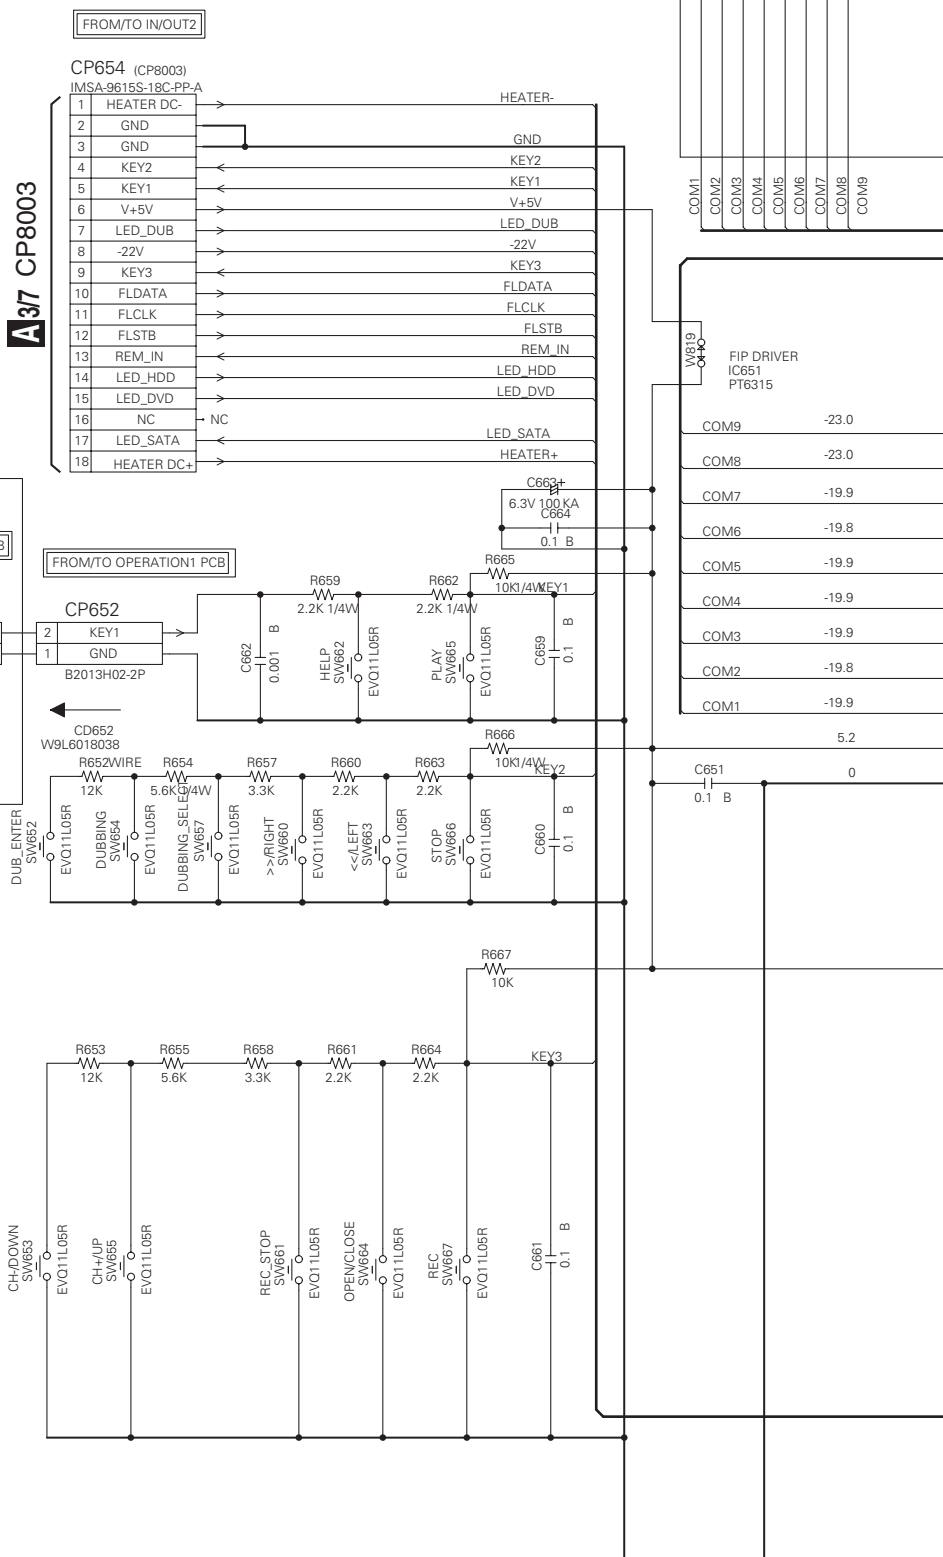 FROM/TO IN/OUT2
CP654 (CP8003)
IMSA-9615S-18C-PP-A
A 3/7 CP8003
1 HEATER DC- HEATER-
2 GND
3 GND GND
4 KEY2 KEY2
5 KEY1 KEY1
6 V+5V V+5V
7 LED_DUB LED_DUB
8 -22V -22V
9 KEY3 KEY3
10 FLDATA FLDATA
11 FLCLK FLCLK
12 FLSTB FLSTB
13 REM_IN REM_IN
14 LED_HDD LED_HDD
15 LED_DVD LED_DVD
16 NC NC
17 LED_SATA LED_SATA
18 HEATER DC+ HEATER+
COM1
COM2
COM3
COM4
COM5
COM6
COM7
COM8
COM9
W819
FIP DRIVER
IC651
PT6315
COM9 -23.0
COM8 -23.0
COM7 -19.9
COM6 -19.8
COM5 -19.9
COM4 -19.9
COM3 -19.9
COM2 -19.8
COM1 -19.9
5.2
0
C651
0.1 B
C663+
6.3V 100 KA
C664
0.1 B
B
FROM/TO OPERATION1 PCB
CP652
2 KEY1
1 GND
B2013H02-2P
CD652
W9L6018038
WIRE
R659
2.2K 1/4W
R662
2.2K 1/4W
R665
10K1/4W
KEY1
C662
0.001 B
HELP
SW662
EVQ11L05R
PLAY
SW665
EVQ11L05R
C659
0.1 B
R652
12K
R654
5.6K 1/4W
R657
3.3K
R660
2.2K
R663
2.2K
R666
10K1/4W
KEY2
DUB_ENTER
SW652
EVQ11L05R
DUBBING
SW654
EVQ11L05R
DUBBING_SELECT
SW657
EVQ11L05R
>>/RIGHT
SW660
EVQ11L05R
<</LEFT
SW663
EVQ11L05R
STOP
SW666
EVQ11L05R
C660
0.1 B
R667
10K
R653
12K
R655
5.6K
R658
3.3K
R661
2.2K
R664
2.2K
KEY3
CH-/DOWN
SW653
EVQ11L05R
CH+/UP
SW655
EVQ11L05R
REC_STOP
SW661
EVQ11L05R
OPEN/CLOSE
SW664
EVQ11L05R
REC
SW667
EVQ11L05R
C661
0.1 B